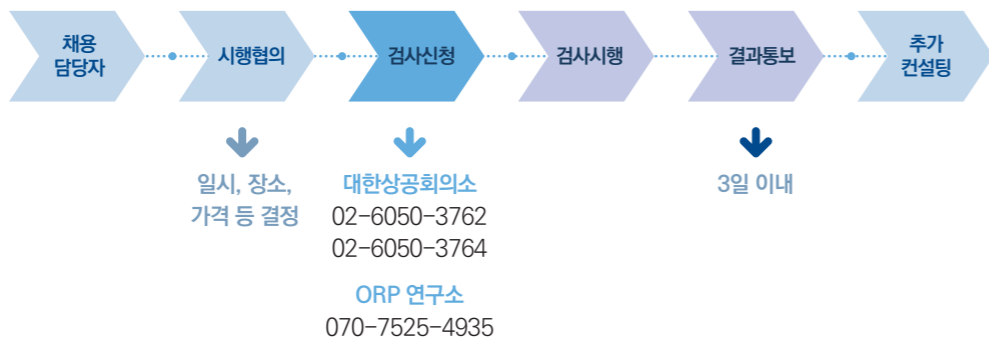 채용
담당자
시행협의
검사신청
검사시행
결과통보
추가
컨설팅
일시, 장소,
가격 등 결정
대한상공회의소
02-6050-3762
02-6050-3764
ORP 연구소
070-7525-4935
3일 이내